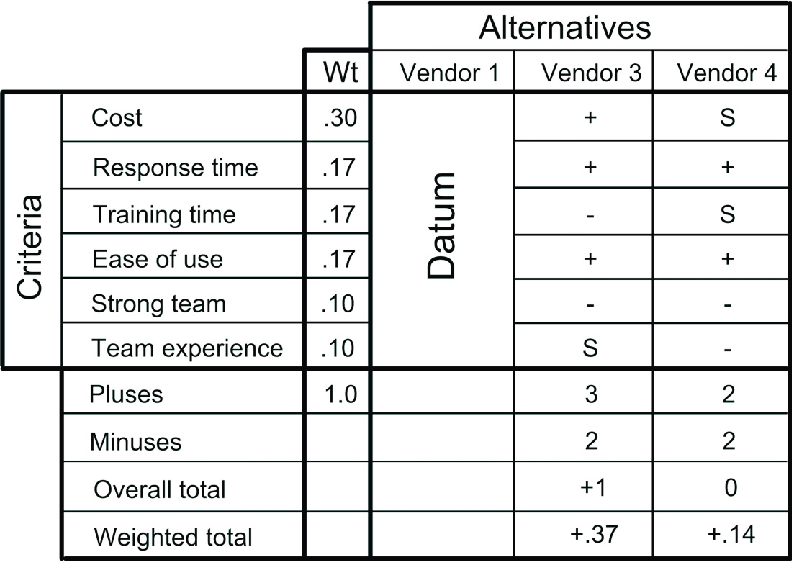 Alternatives
Wt Vendor 1 Vendor 3 Vendor 4
Criteria
Datum
Cost .30 + S
Response time .17 + +
Training time .17 - S
Ease of use .17 + +
Strong team .10 - -
Team experience .10 S -
Pluses 1.0 3 2
Minuses 2 2
Overall total +1 0
Weighted total +.37 +.14